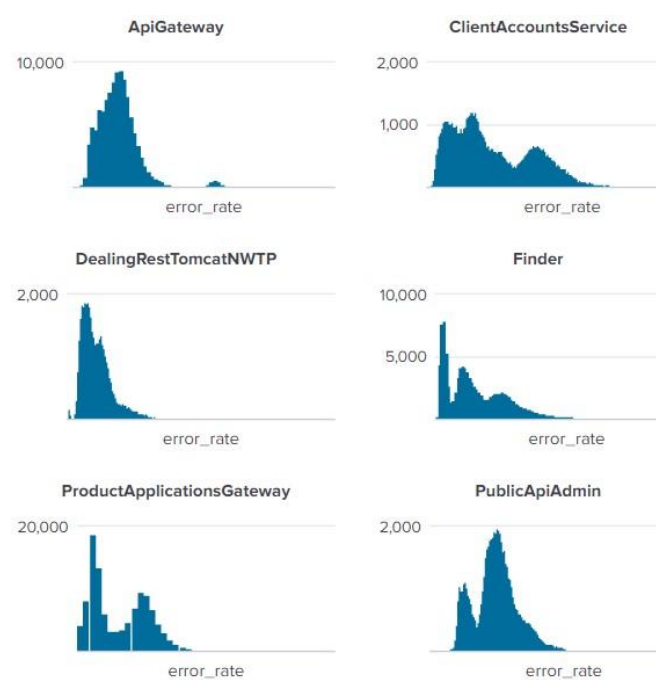 ApiGateway
10,000
error_rate
ClientAccountsService
2,000
1,000
error_rate
DealingRestTomcatNWTP
2,000
error_rate
Finder
10,000
5,000
error_rate
ProductApplicationsGateway
20,000
error_rate
PublicApiAdmin
2,000
error_rate